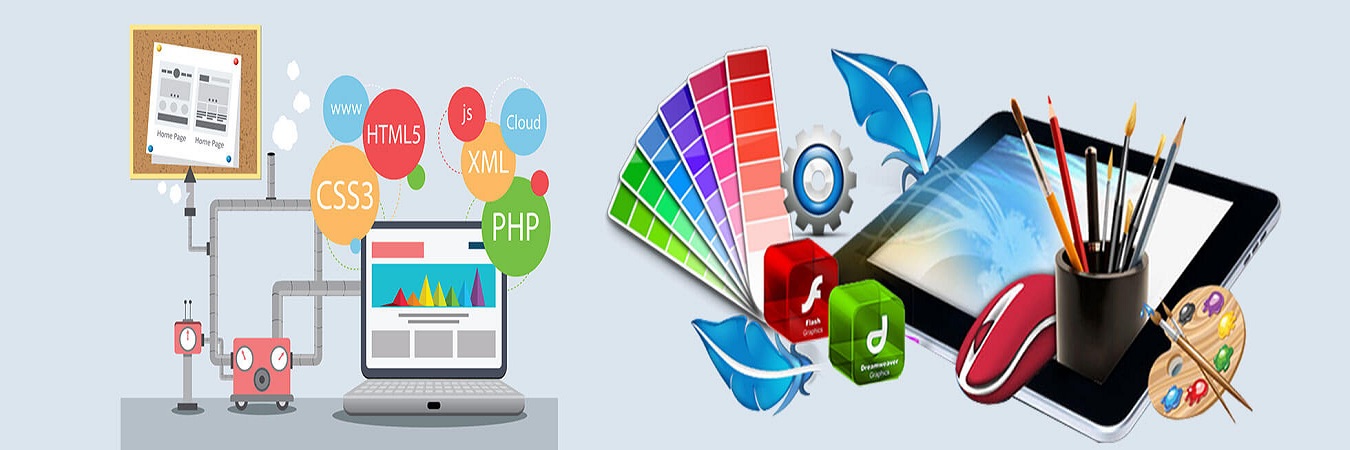 Home Page
Home Page
www
HTML5
CSS3
js
Cloud
XML
PHP
Flash
Graphics
Dreamweaver
Graphics